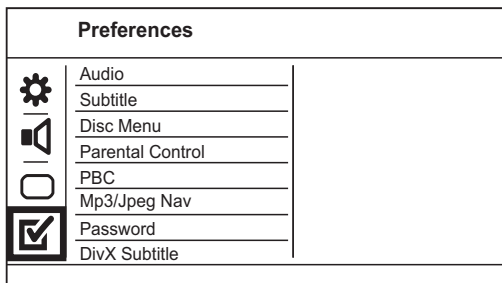 Preferences
Audio
Subtitle
Disc Menu
Parental Control
PBC
Mp3/Jpeg Nav
Password
DivX Subtitle